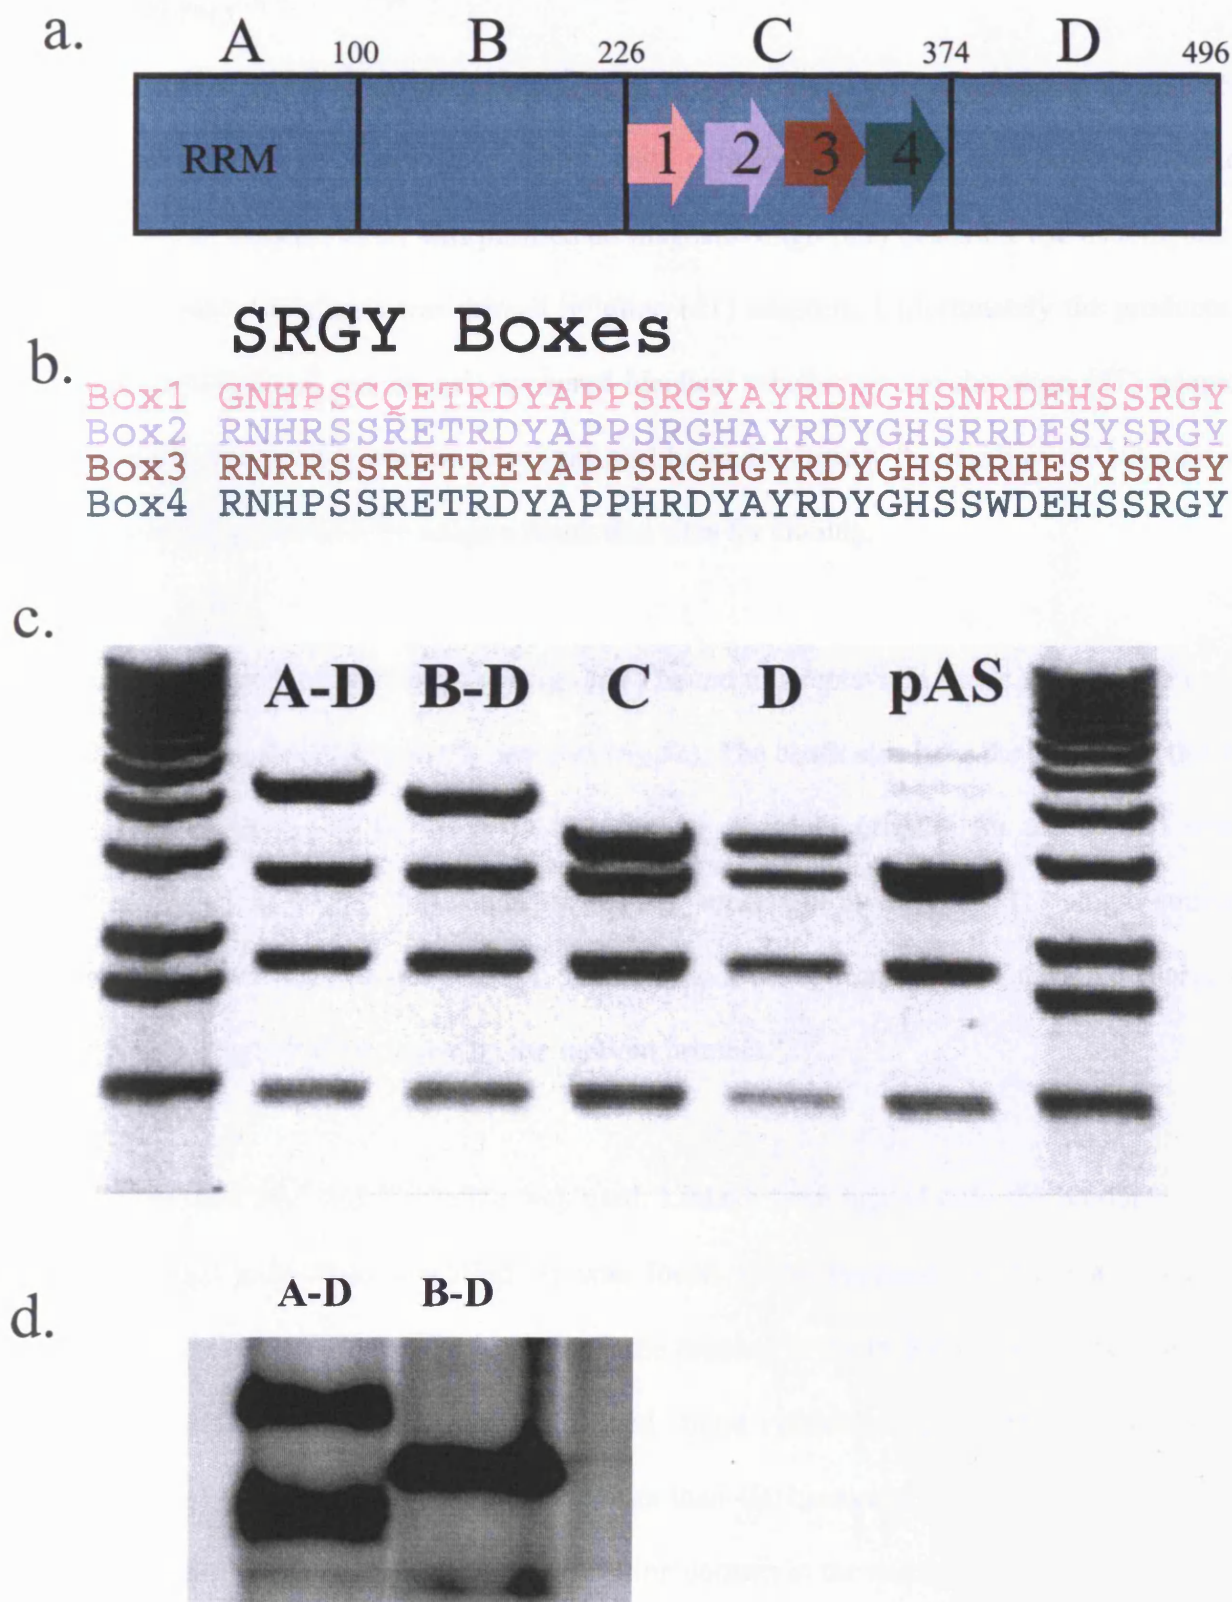 a.
A B C D
100 226 374 496
RRM 1 2 3 4
SRGY Boxes
b.
Box1 GNHPSCQETRDYAPPSRGYAYRDNGHSNRDEHSSRGY
Box2 RNHRSSRETRDYAPPSRGHAYRDYGHSRRDESYSRGY
Box3 RNRRSSRETREYAPPSRGHGYRDYGHSRRHESYSRGY
Box4 RNHPSSRETRDYAPPHRDYAYRDYGHSSWDEHSSRGY
c.
A-D B-D C D pAS
d.
A-D B-D